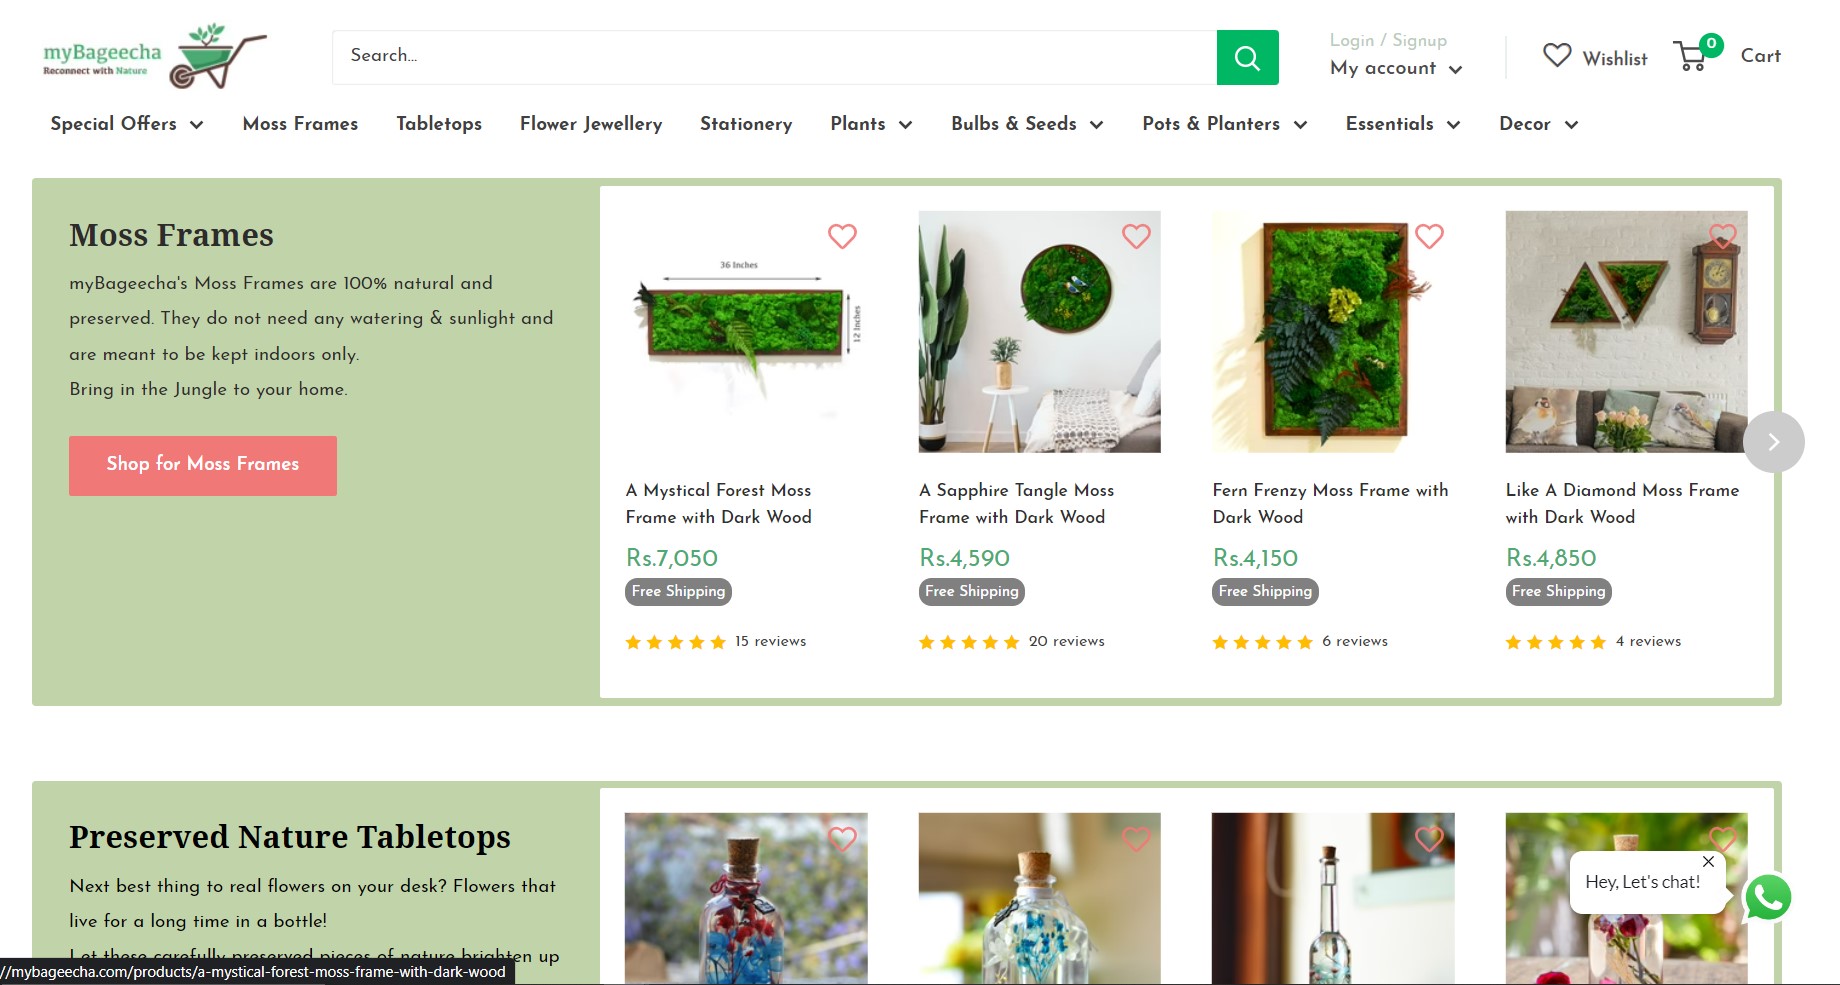 myBageecha
Reconnect with Nature
Search...
Login / Signup
My account
Wishlist
0
Cart
Special Offers
Moss Frames
Tabletops
Flower Jewellery
Stationery
Plants
Bulbs & Seeds
Pots & Planters
Essentials
Decor
Moss Frames
myBageecha's Moss Frames are 100% natural and
preserved. They do not need any watering & sunlight and
are meant to be kept indoors only.
Bring in the Jungle to your home.
Shop for Moss Frames
36 Inches
12 Inches
A Mystical Forest Moss
Frame with Dark Wood
Rs.7,050
Free Shipping
15 reviews
A Sapphire Tangle Moss
Frame with Dark Wood
Rs.4,590
Free Shipping
20 reviews
Fern Frenzy Moss Frame with
Dark Wood
Rs.4,150
Free Shipping
6 reviews
Like A Diamond Moss Frame
with Dark Wood
Rs.4,850
Free Shipping
4 reviews
Preserved Nature Tabletops
Next best thing to real flowers on your desk? Flowers that
live for a long time in a bottle!
Let these carefully preserved pieces of nature brighten up
Hey, Let's chat!
//mybageecha.com/products/a-mystical-forest-moss-frame-with-dark-wood